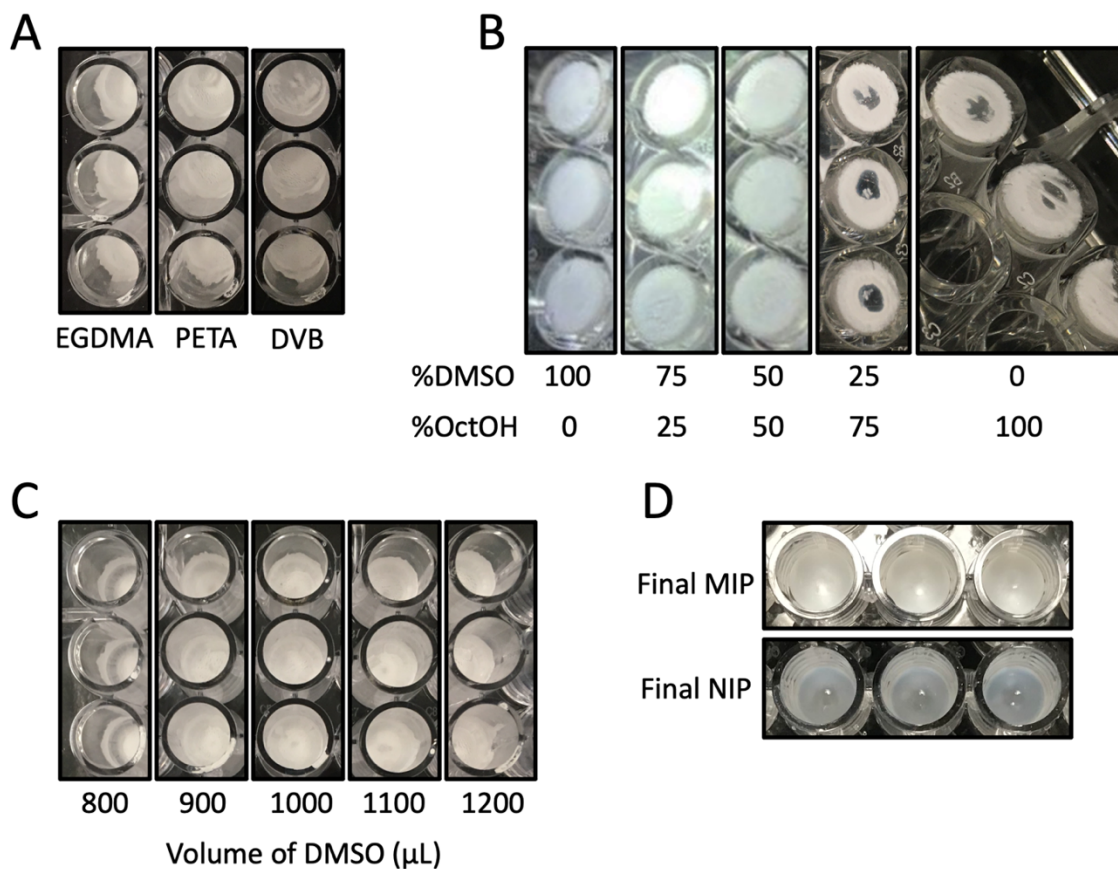 A
EGDMA PETA DVB
B
%DMSO 100 75 50 25 0
%OctOH 0 25 50 75 100
C
800 900 1000 1100 1200
Volume of DMSO (µL)
D
Final MIP
Final NIP